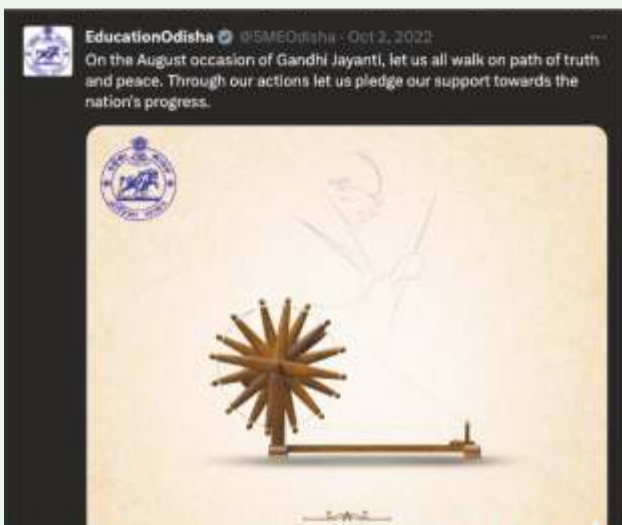 EducationOdisha @SMEOdisha · Oct 2, 2022
On the August occasion of Gandhi Jayanti, let us all walk on path of truth
and peace. Through our actions let us pledge our support towards the
nation's progress.